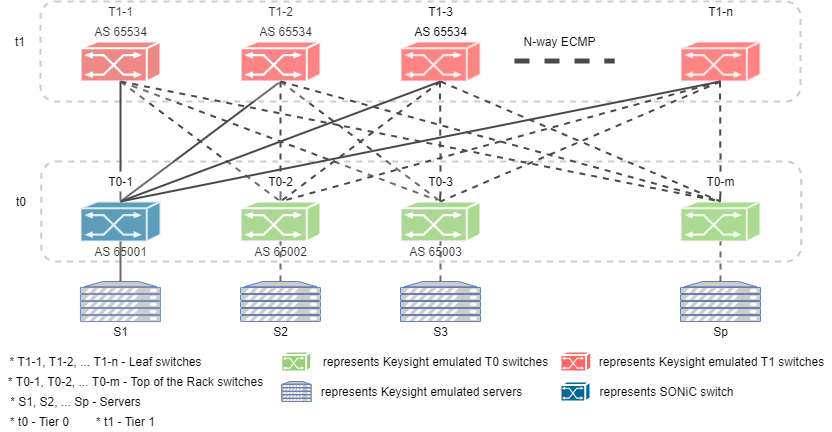 T1-1 T1-2 T1-3 T1-n
AS 65534 AS 65534 AS 65534
t1
N-way ECMP
T0-1 T0-2 T0-3 T0-m
t0
AS 65001 AS 65002 AS 65003
S1 S2 S3 Sp
* T1-1, T1-2, ... T1-n - Leaf switches
represents Keysight emulated T0 switches
represents Keysight emulated T1 switches
* T0-1, T0-2, ... T0-m - Top of the Rack switches
represents Keysight emulated servers
represents SONiC switch
* S1, S2, ... Sp - Servers
* t0 - Tier 0 * t1 - Tier 1